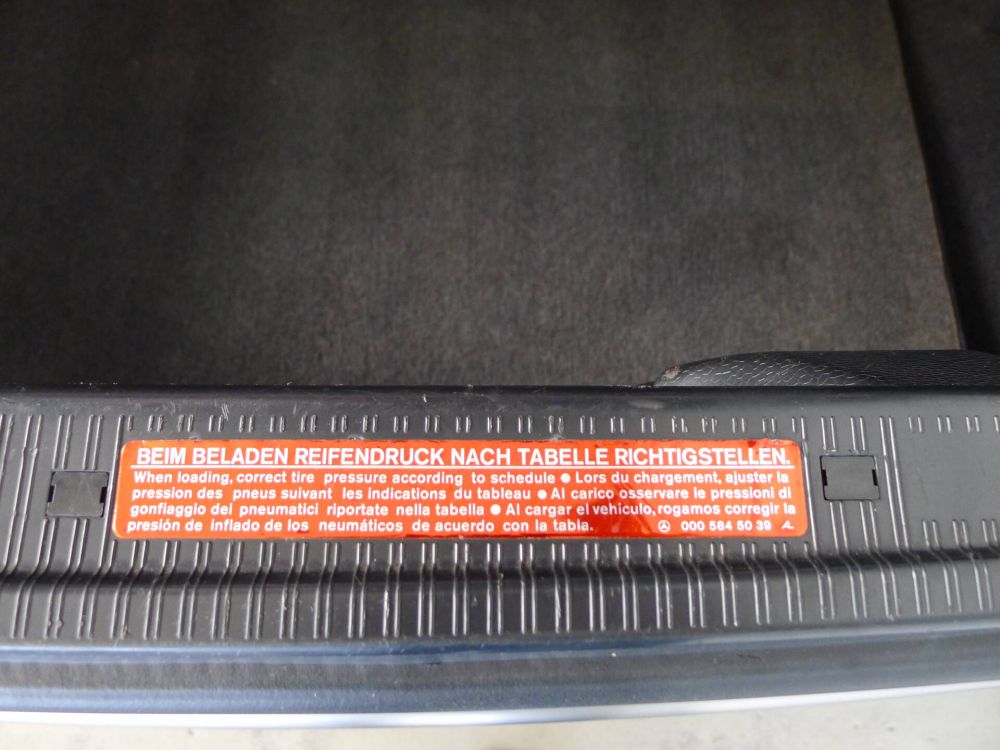 BEIM BELADEN REIFENDRUCK NACH TABELLE RICHTIGSTELLEN.
When loading, correct tire pressure according to schedule ● Lors du chargement, ajuster la
pression des pneus suivant les indications du tableau ● Al carico osservare le pressioni di
gonfiaggio dei pneumatici riportate nella tabella ● Al cargar el vehículo, rogamos corregir la
presión de inflado de los neumáticos de acuerdo con la tabla. 000 584 50 39